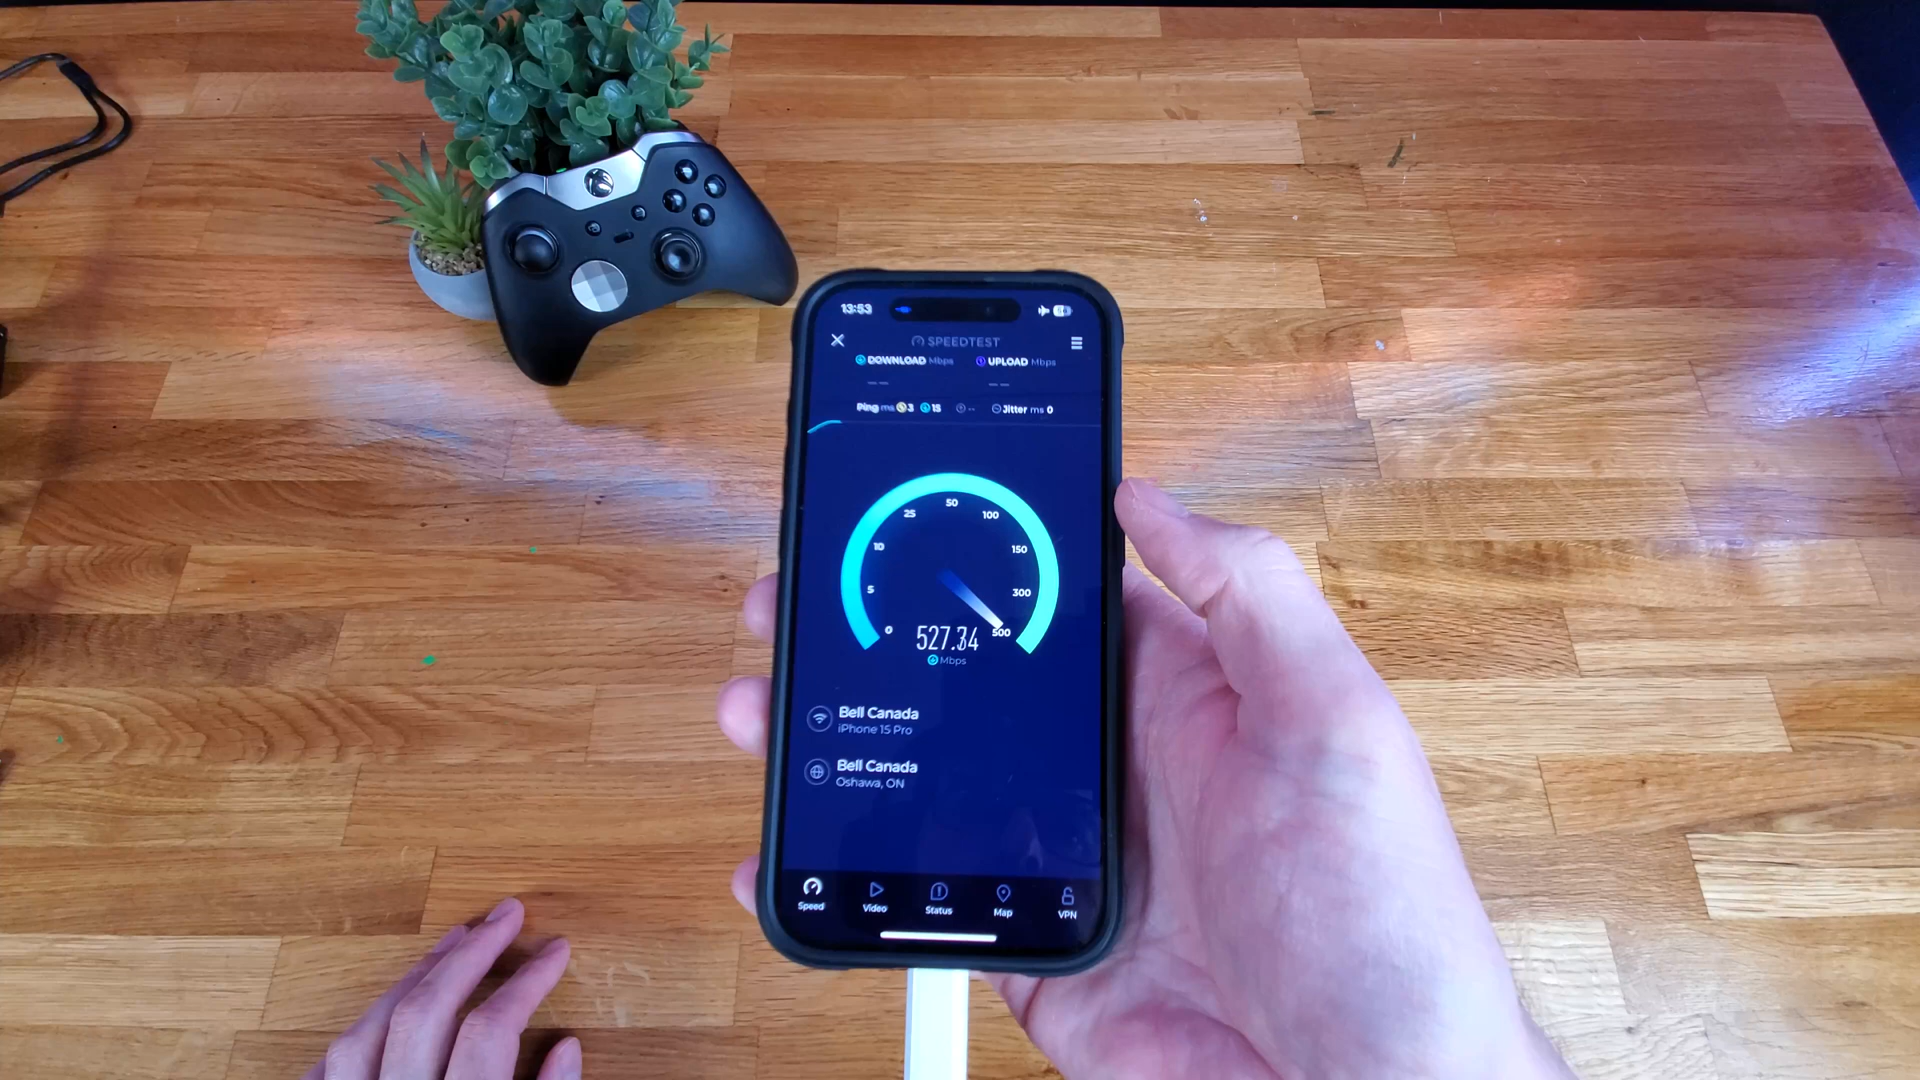 13:53
SPEEDTEST
DOWNLOAD Mbps UPLOAD Mbps
-- --
Ping ms 3 15 -- Jitter ms 0
50
25 100
10 150
5 300
0 500
527.34
Mbps
Bell Canada
iPhone 15 Pro
Bell Canada
Oshawa, ON
Speed Video Status Map VPN